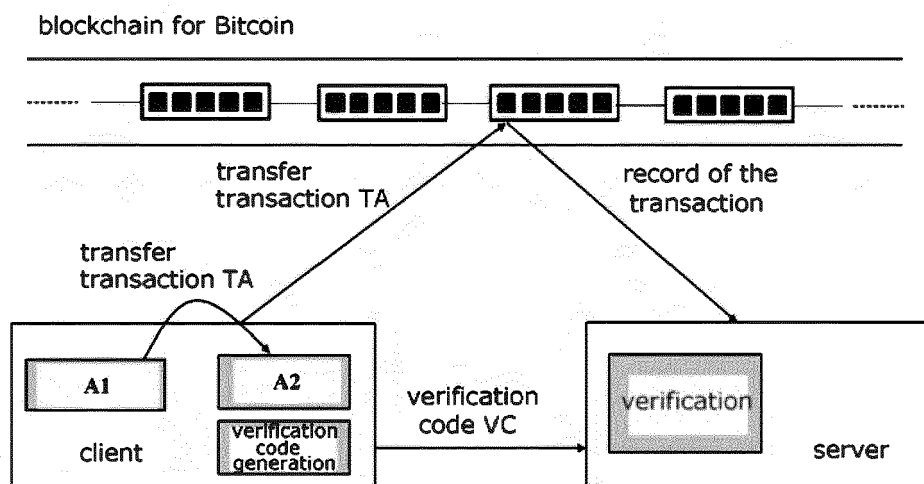 blockchain for Bitcoin
transfer
transaction TA
record of the
transaction
transfer
transaction TA
A1
A2
verification
code
generation
client
verification
code VC
verification
server